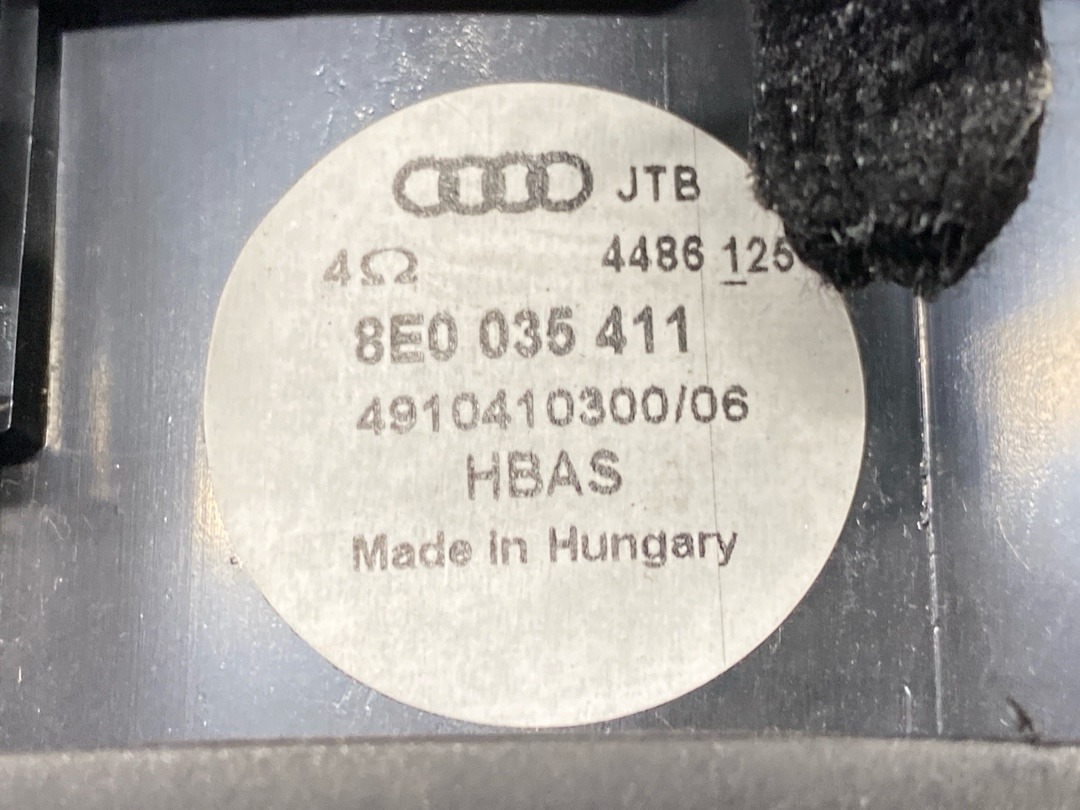 JTB
4Ω 4486 125
8E0 035 411
4910410300/06
HBAS
Made in Hungary